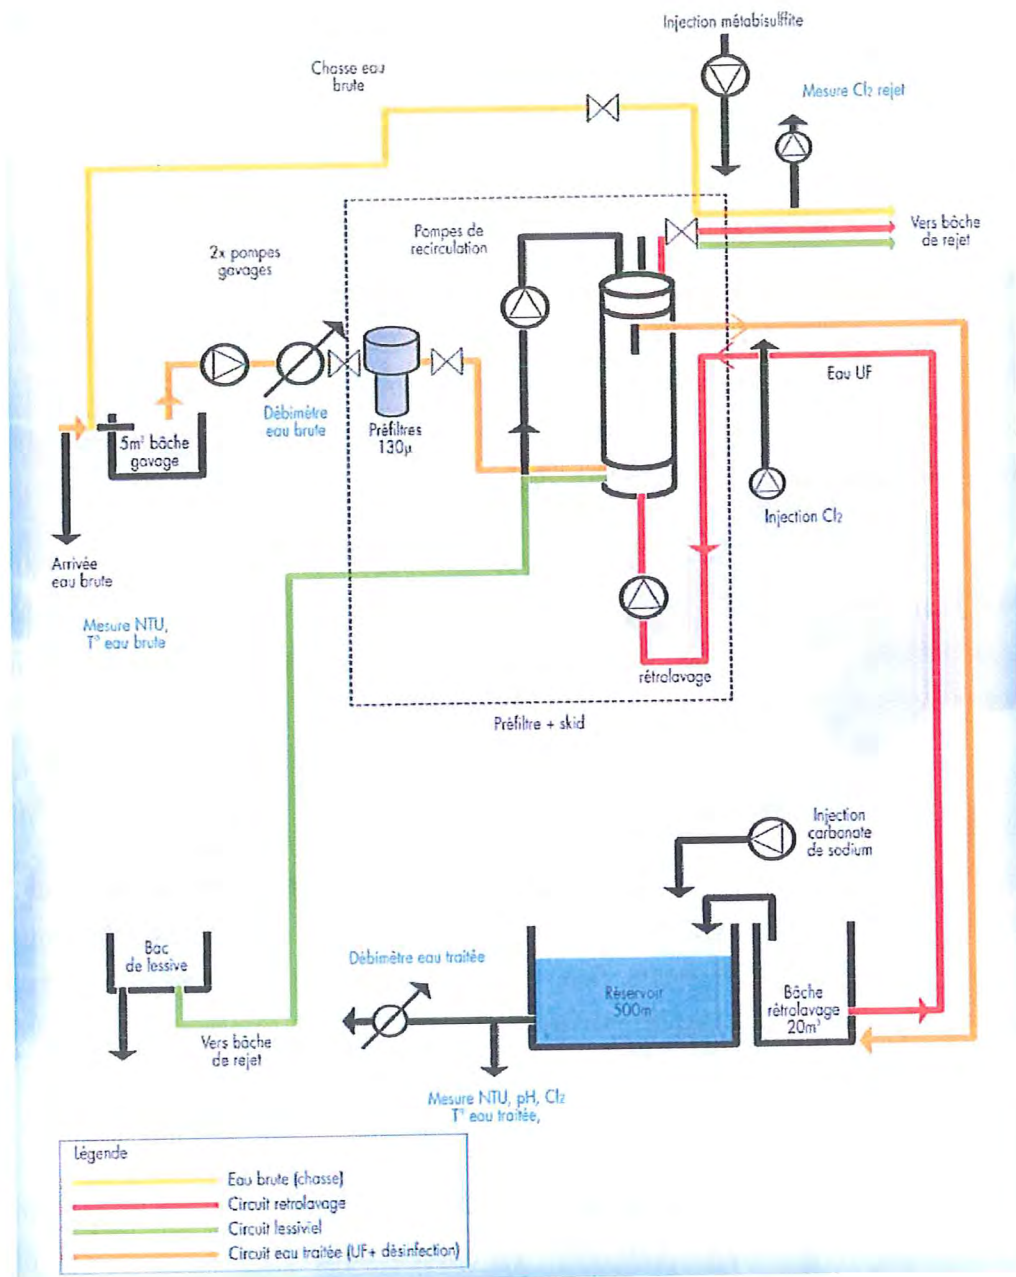 Injection métabisulffite
Chasse eau
brute
Mesure Cl2 rejet
Pompes de
recirculation
Vers bâche
de rejet
2x pompes
gavages
Eau UF
Débimètre
eau brute
Préfiltres
130µ
5m³ bâche
gavage
Injection Cl2
Arrivée
eau brute
Mesure NTU,
T° eau brute
rétrolavage
Préfiltre + skid
Injection
carbonate
de sodium
Bac
de lessive
Débimètre eau traitée
Réservoir
500m³
Bâche
rétrolavage
20m³
Vers bâche
de rejet
Mesure NTU, pH, Cl2
T° eau traitée,
Légende
Eau brute (chasse)
Circuit retrolavage
Circuit lessiviel
Circuit eau traitée (UF+ désinfection)